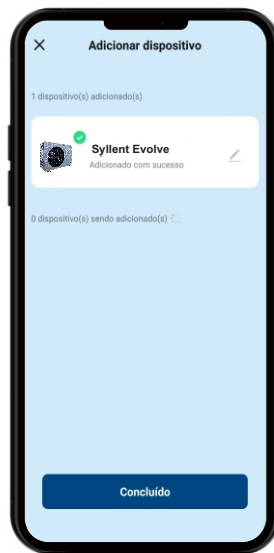 Adicionar dispositivo
1 dispositivo(s) adicionado(s)
Syllent Evolve
Adicionado com sucesso
0 dispositivo(s) sendo adicionado(s)
Concluído